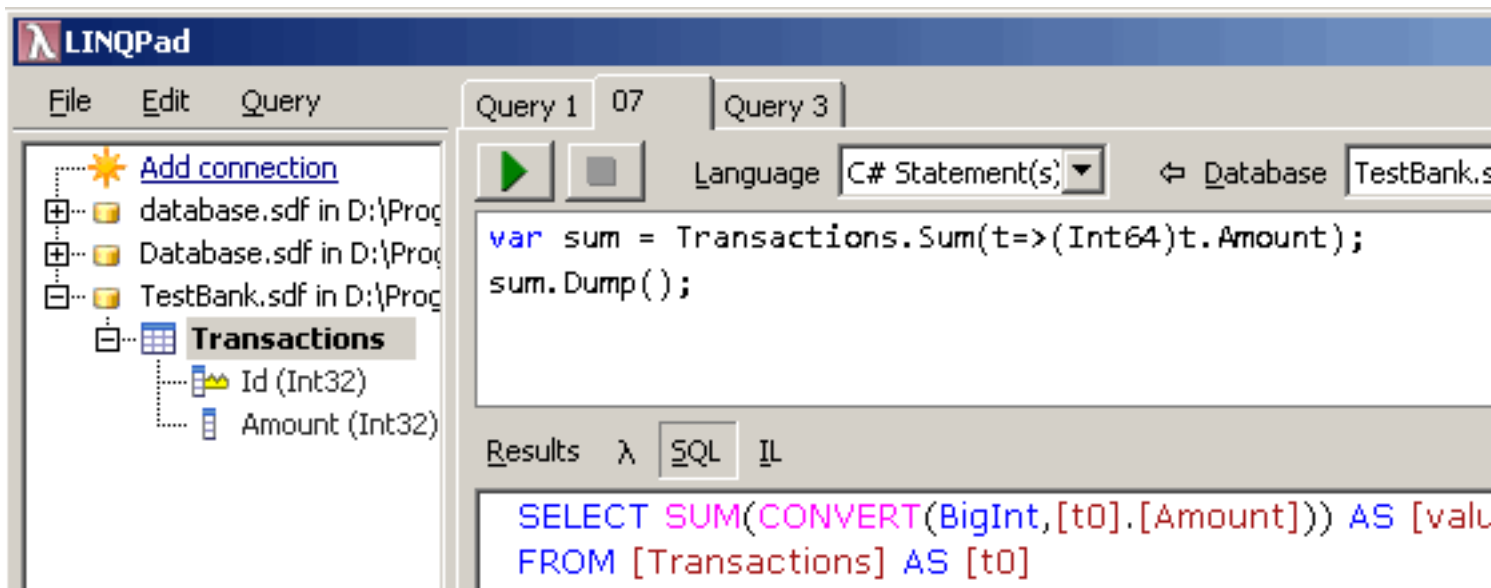 LINQPad
File Edit Query
Query 1 07 Query 3
Add connection
Language C# Statement(s) Database TestBank.s
database.sdf in D:\Prog
Database.sdf in D:\Prog
TestBank.sdf in D:\Prog
Transactions
Id (Int32)
Amount (Int32)
var sum = Transactions.Sum(t=>(Int64)t.Amount);
sum.Dump();
Results λ SQL IL
SELECT SUM(CONVERT(BigInt,[t0].[Amount])) AS [valu
FROM [Transactions] AS [t0]